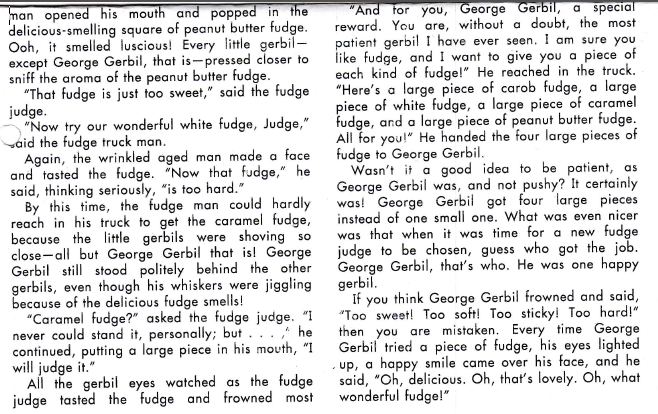 man opened his mouth and popped in the
delicious-smelling square of peanut butter fudge.
Ooh, it smelled luscious! Every little gerbil—
except George Gerbil, that is—pressed closer to
sniff the aroma of the peanut butter fudge.
"That fudge is just too sweet," said the fudge
judge.
"Now try our wonderful white fudge, Judge,"
said the fudge truck man.
Again, the wrinkled aged man made a face
and tasted the fudge. "Now that fudge," he
said, thinking seriously, "is too hard."
By this time, the fudge man could hardly
reach in his truck to get the caramel fudge,
because the little gerbils were shoving so
close—all but George Gerbil that is! George
Gerbil still stood politely behind the other
gerbils, even though his whiskers were jiggling
because of the delicious fudge smells!
"Caramel fudge?" asked the fudge judge. "I
never could stand it, personally; but . . . ," he
continued, putting a large piece in his mouth, "I
will judge it."
All the gerbil eyes watched as the fudge
judge tasted the fudge and frowned most
"And for you, George Gerbil, a special
reward. You are, without a doubt, the most
patient gerbil I have ever seen. I am sure you
like fudge, and I want to give you a piece of
each kind of fudge!" He reached in the truck.
"Here's a large piece of carob fudge, a large
piece of white fudge, a large piece of caramel
fudge, and a large piece of peanut butter fudge.
All for you!" He handed the four large pieces of
fudge to George Gerbil.
Wasn't it a good idea to be patient, as
George Gerbil was, and not pushy? It certainly
was! George Gerbil got four large pieces
instead of one small one. What was even nicer
was that when it was time for a new fudge
judge to be chosen, guess who got the job.
George Gerbil, that's who. He was one happy
gerbil.
If you think George Gerbil frowned and said,
"Too sweet! Too soft! Too sticky! Too hard!"
then you are mistaken. Every time George
Gerbil tried a piece of fudge, his eyes lighted
up, a happy smile came over his face, and he
said, "Oh, delicious. Oh, that's lovely. Oh, what
wonderful fudge!"